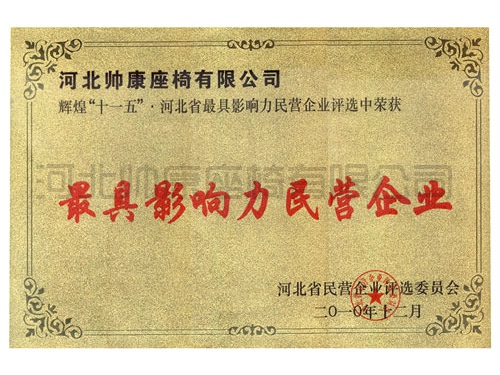 河北帅康座椅有限公司
辉煌“十一五”·河北省最具影响力民营企业评选中荣获
河北帅康座椅有限公司
最具影响力民营企业
河北省民营企业评选委员会
二〇一〇年十二月